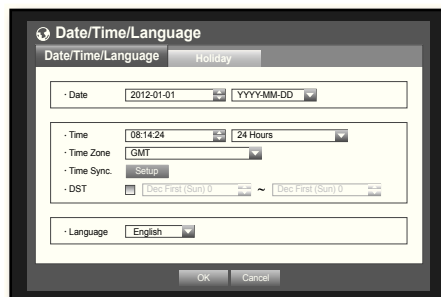 Date/Time/Language
Date/Time/Language Holiday
· Date 2012-01-01 YYYY-MM-DD
· Time 08:14:24 24 Hours
· Time Zone GMT
· Time Sync. Setup
· DST Dec First (Sun) 0 ~ Dec First (Sun) 0
· Language English
OK Cancel